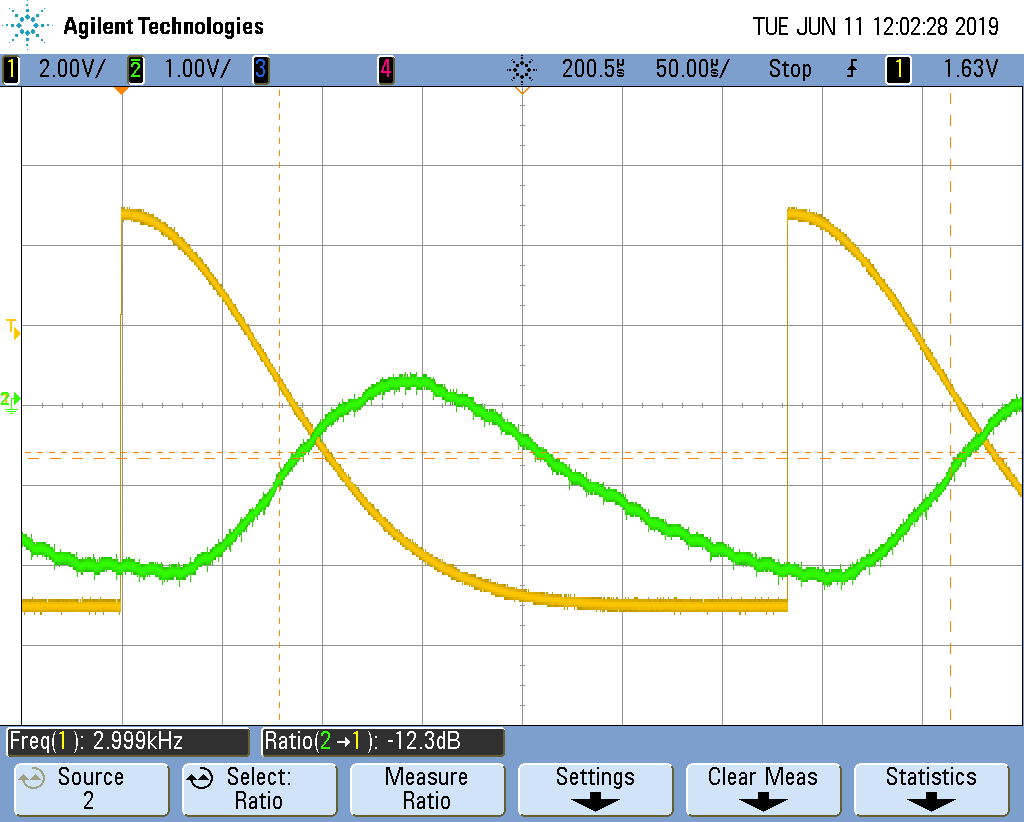 Agilent Technologies TUE JUN 11 12:02:28 2019
1 2.00V/ 2 1.00V/ 3 4 200.5µs 50.00µs/ Stop 1 1.63V
T
2
Freq(1): 2.999kHz Ratio(2→1): -12.3dB
Source Select: Measure Settings Clear Meas Statistics
2 Ratio Ratio